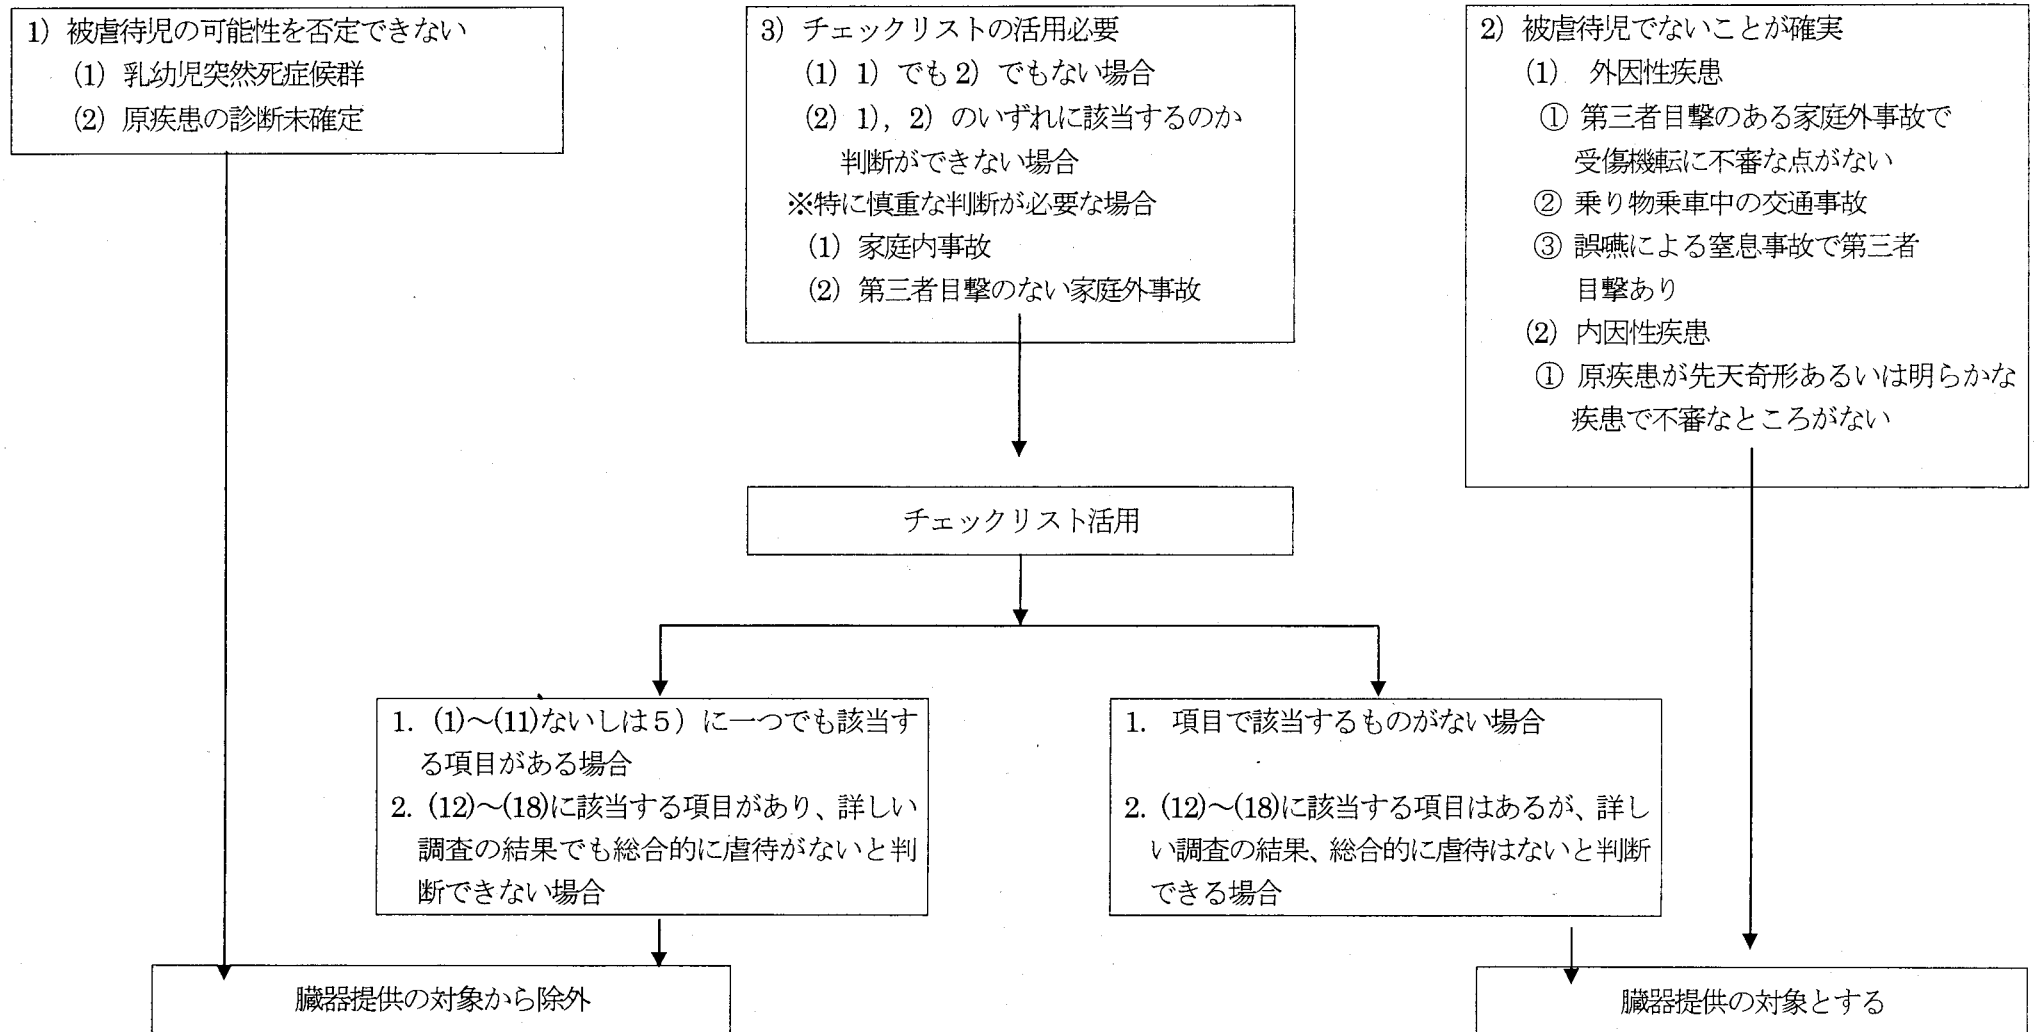 1) 被虐待児の可能性を否定できない
(1) 乳幼児突然死症候群
(2) 原疾患の診断未確定
3) チェックリストの活用必要
(1) 1) でも 2) でもない場合
(2) 1), 2) のいずれに該当するのか
判断ができない場合
※特に慎重な判断が必要な場合
(1) 家庭内事故
(2) 第三者目撃のない家庭外事故
2) 被虐待児でないことが確実
(1) 外因性疾患
① 第三者目撃のある家庭外事故で
受傷機転に不審な点がない
② 乗り物乗車中の交通事故
③ 誤嚥による窒息事故で第三者
目撃あり
(2) 内因性疾患
① 原疾患が先天奇形あるいは明らかな
疾患で不審なところがない
チェックリスト活用
1. (1)～(11)ないしは５）に一つでも該当す
る項目がある場合
2. (12)～(18)に該当する項目があり、詳しい
調査の結果でも総合的に虐待がないと判
断できない場合
1. 項目で該当するものがない場合
2. (12)～(18)に該当する項目はあるが、詳し
い調査の結果、総合的に虐待はないと判断
できる場合
臓器提供の対象から除外
臓器提供の対象とする